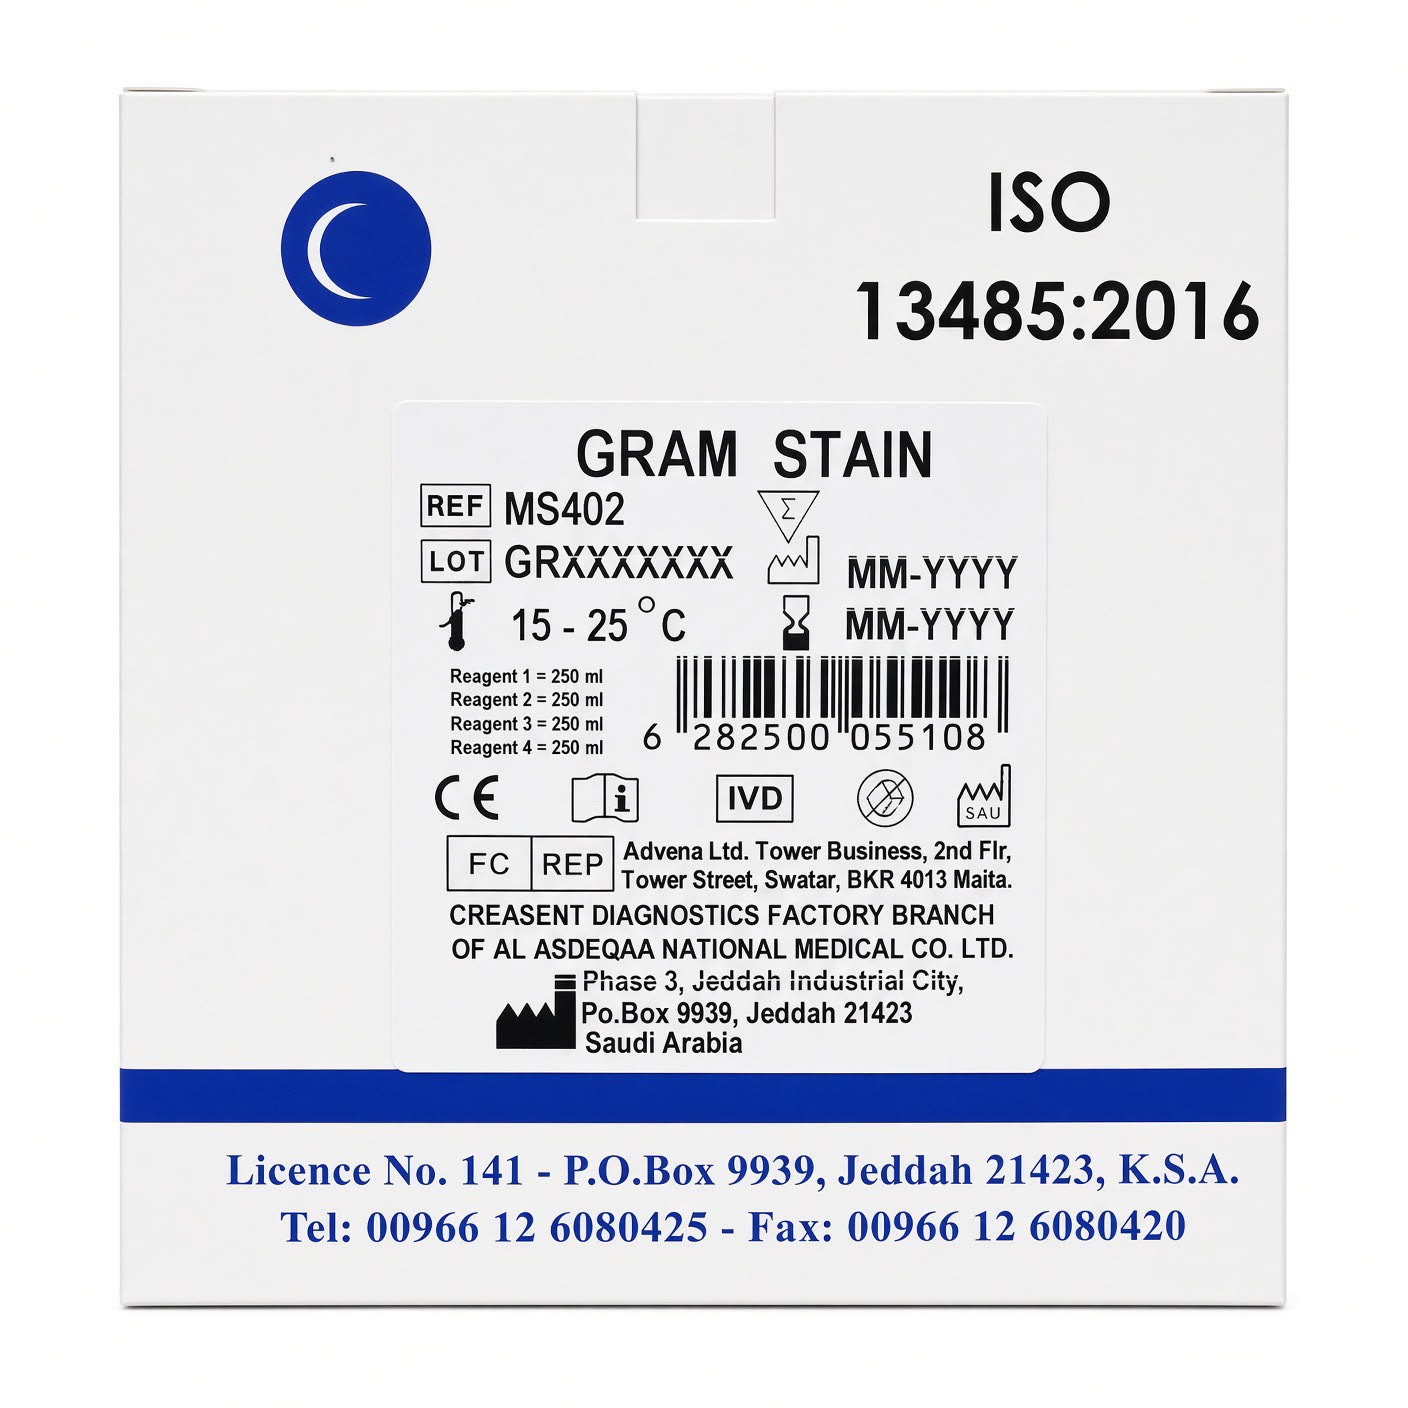 ISO
13485:2016
GRAM STAIN
REF MS402
Σ
LOT GRXXXXXXX
MM-YYYY
15 - 25 °C
MM-YYYY
Reagent 1 = 250 ml
Reagent 2 = 250 ml
Reagent 3 = 250 ml
Reagent 4 = 250 ml
6 282500 055108
CE i IVD SAU
FC REP Advena Ltd. Tower Business, 2nd Flr,
Tower Street, Swatar, BKR 4013 Maita.
CREASENT DIAGNOSTICS FACTORY BRANCH
OF AL ASDEQAA NATIONAL MEDICAL CO. LTD.
Phase 3, Jeddah Industrial City,
Po.Box 9939, Jeddah 21423
Saudi Arabia
Licence No. 141 - P.O.Box 9939, Jeddah 21423, K.S.A.
Tel: 00966 12 6080425 - Fax: 00966 12 6080420